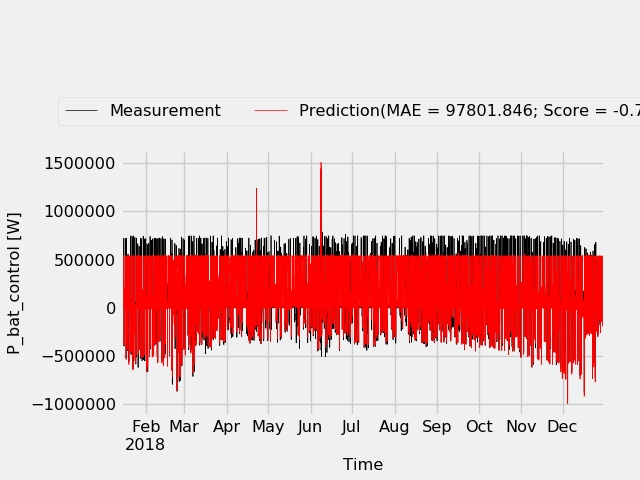 Measurement
Prediction(MAE = 97801.846; Score = -0.7
1500000
1000000
500000
0
−500000
−1000000
P_bat_control [W]
Feb Mar Apr May Jun Jul Aug Sep Oct Nov Dec
2018
Time